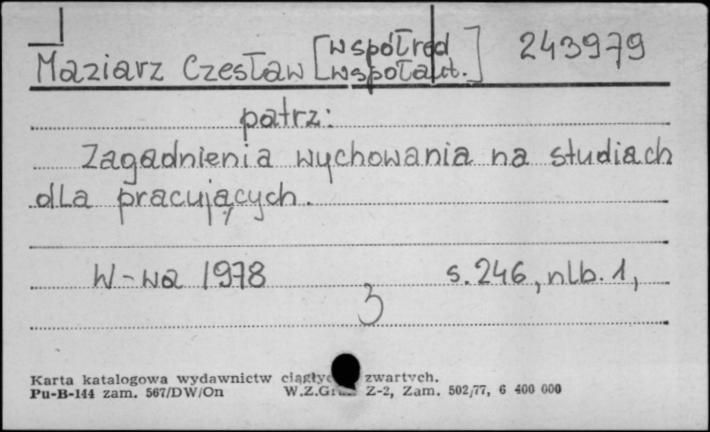 Maziarz Czesław [współred współaut.] 243979
patrz:
Zagadnienia wychowania na studiach
dla pracujących.
W-wa 1978 s. 246, nlb. 1,
3
Karta katalogowa wydawnictw zwartych.
Pu-B-144 zam. 567/DW/On W.Z.Graf. Z-2, Zam. 502/77, 6 400 000